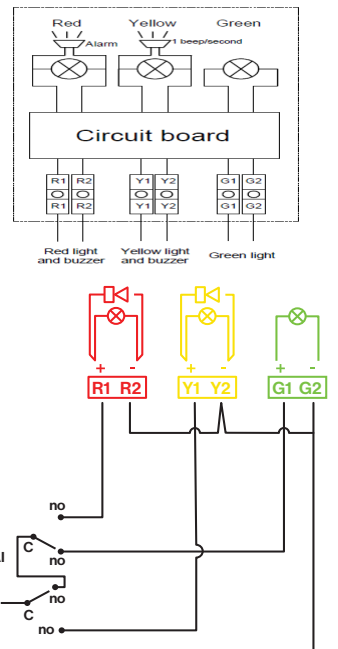 Red Yellow Green
Alarm 1 beep/second
Circuit board
R1 R2 Y1 Y2 G1 G2
R1 R2 Y1 Y2 G1 G2
Red light and buzzer
Yellow light and buzzer
Green light
+ - + - + -
R1 R2 Y1 Y2 G1 G2
no
C
no
no
C
no